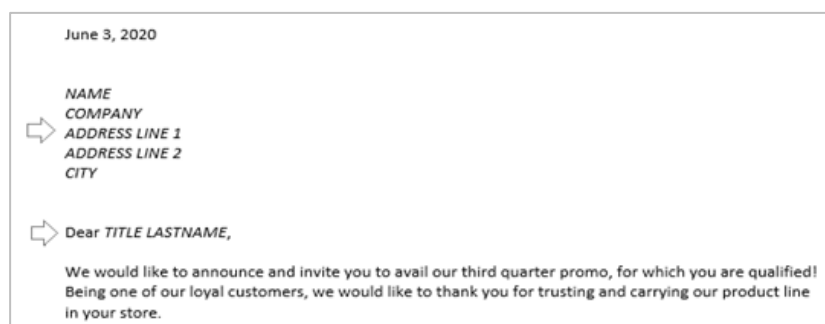 June 3, 2020
NAME
COMPANY
ADDRESS LINE 1
ADDRESS LINE 2
CITY
Dear TITLE LASTNAME,
We would like to announce and invite you to avail our third quarter promo, for which you are qualified!
Being one of our loyal customers, we would like to thank you for trusting and carrying our product line
in your store.